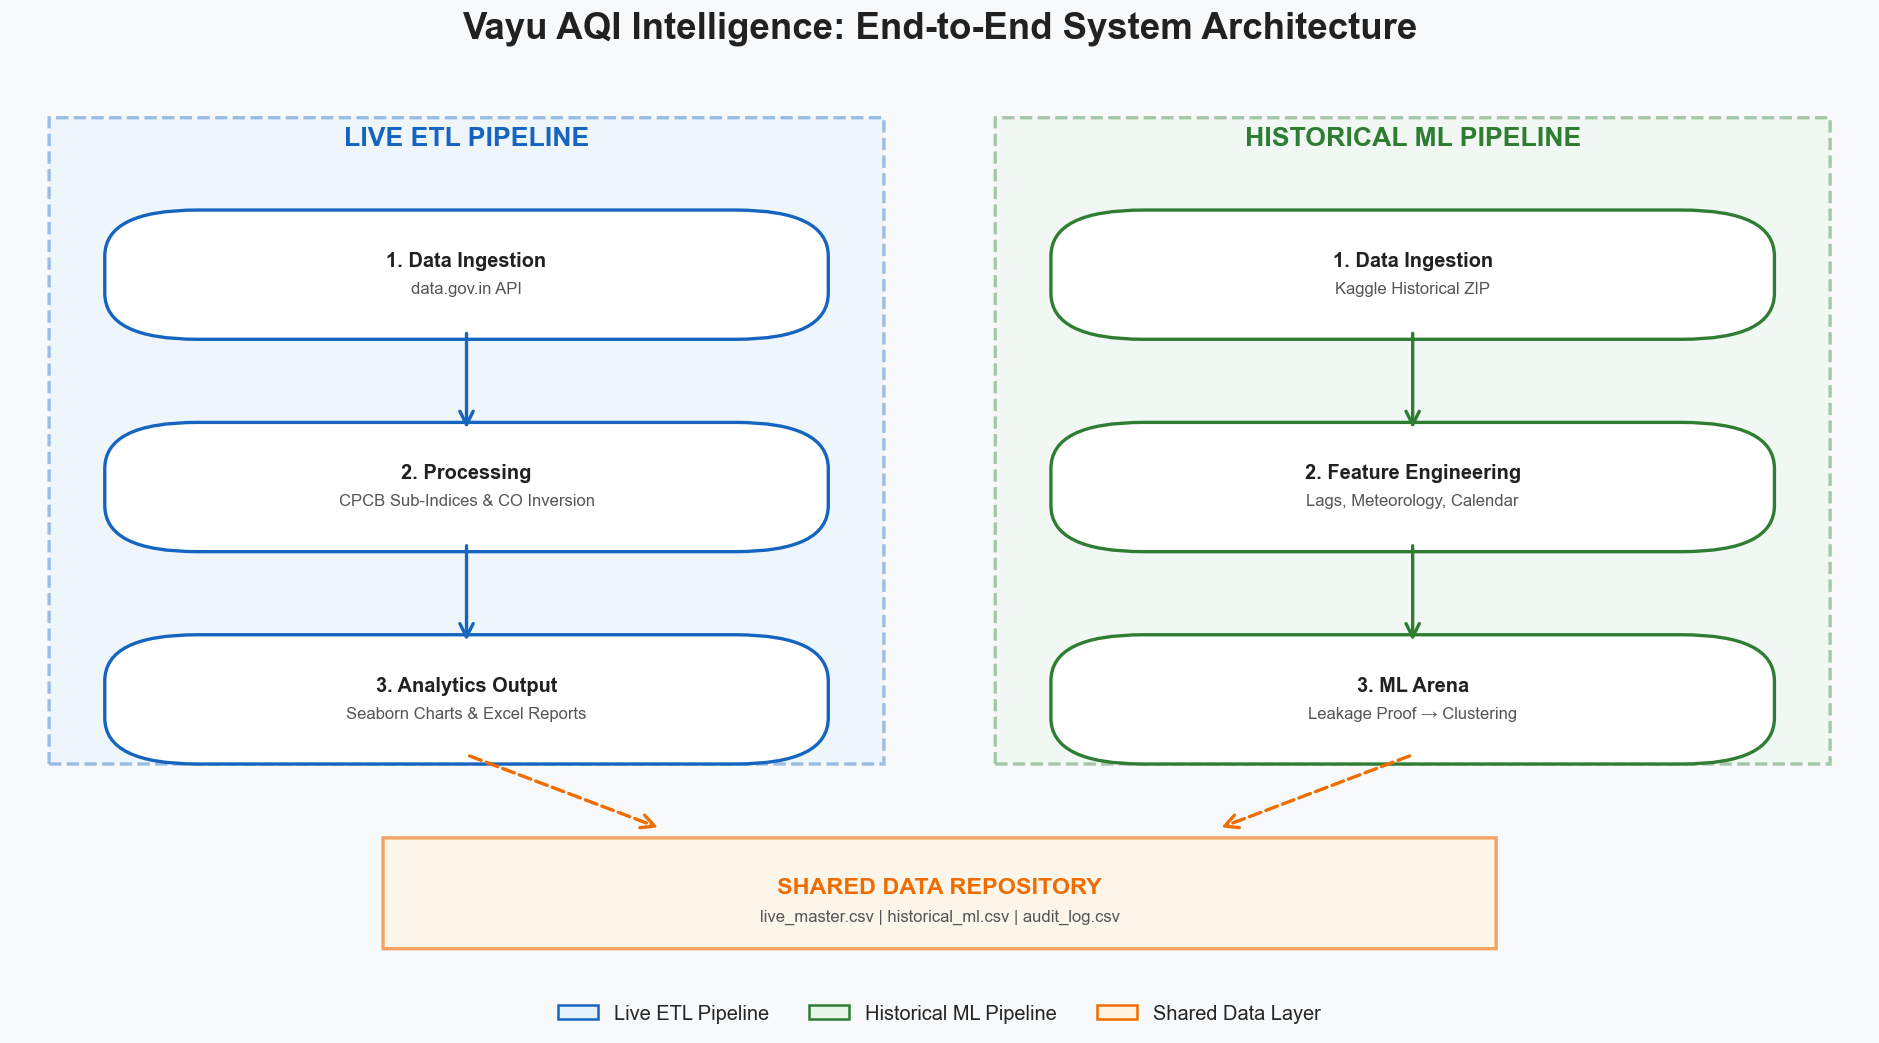 Vayu AQI Intelligence: End-to-End System Architecture
LIVE ETL PIPELINE
1. Data Ingestion
data.gov.in API
2. Processing
CPCB Sub-Indices & CO Inversion
3. Analytics Output
Seaborn Charts & Excel Reports
HISTORICAL ML PIPELINE
1. Data Ingestion
Kaggle Historical ZIP
2. Feature Engineering
Lags, Meteorology, Calendar
3. ML Arena
Leakage Proof → Clustering
SHARED DATA REPOSITORY
live_master.csv | historical_ml.csv | audit_log.csv
Live ETL Pipeline
Historical ML Pipeline
Shared Data Layer